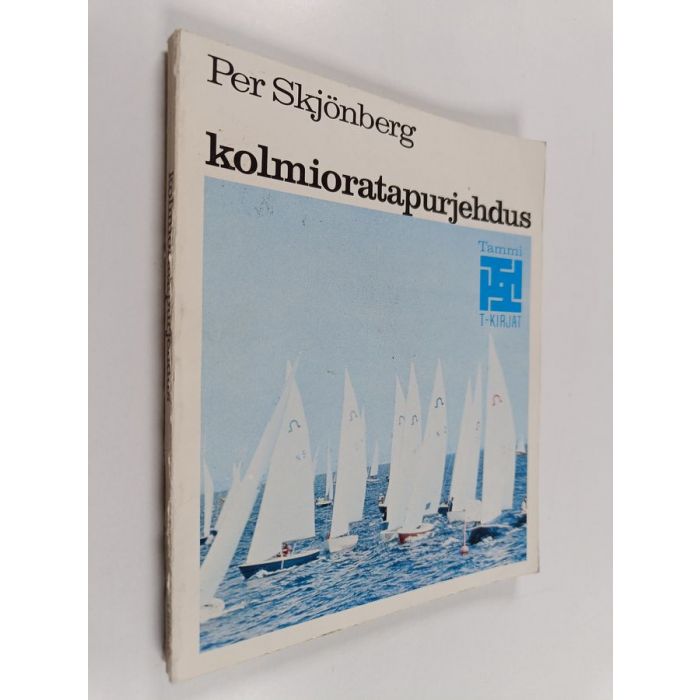 Per Skjönberg
kolmioratapurjehdus
Tammi
T-KIRJAT